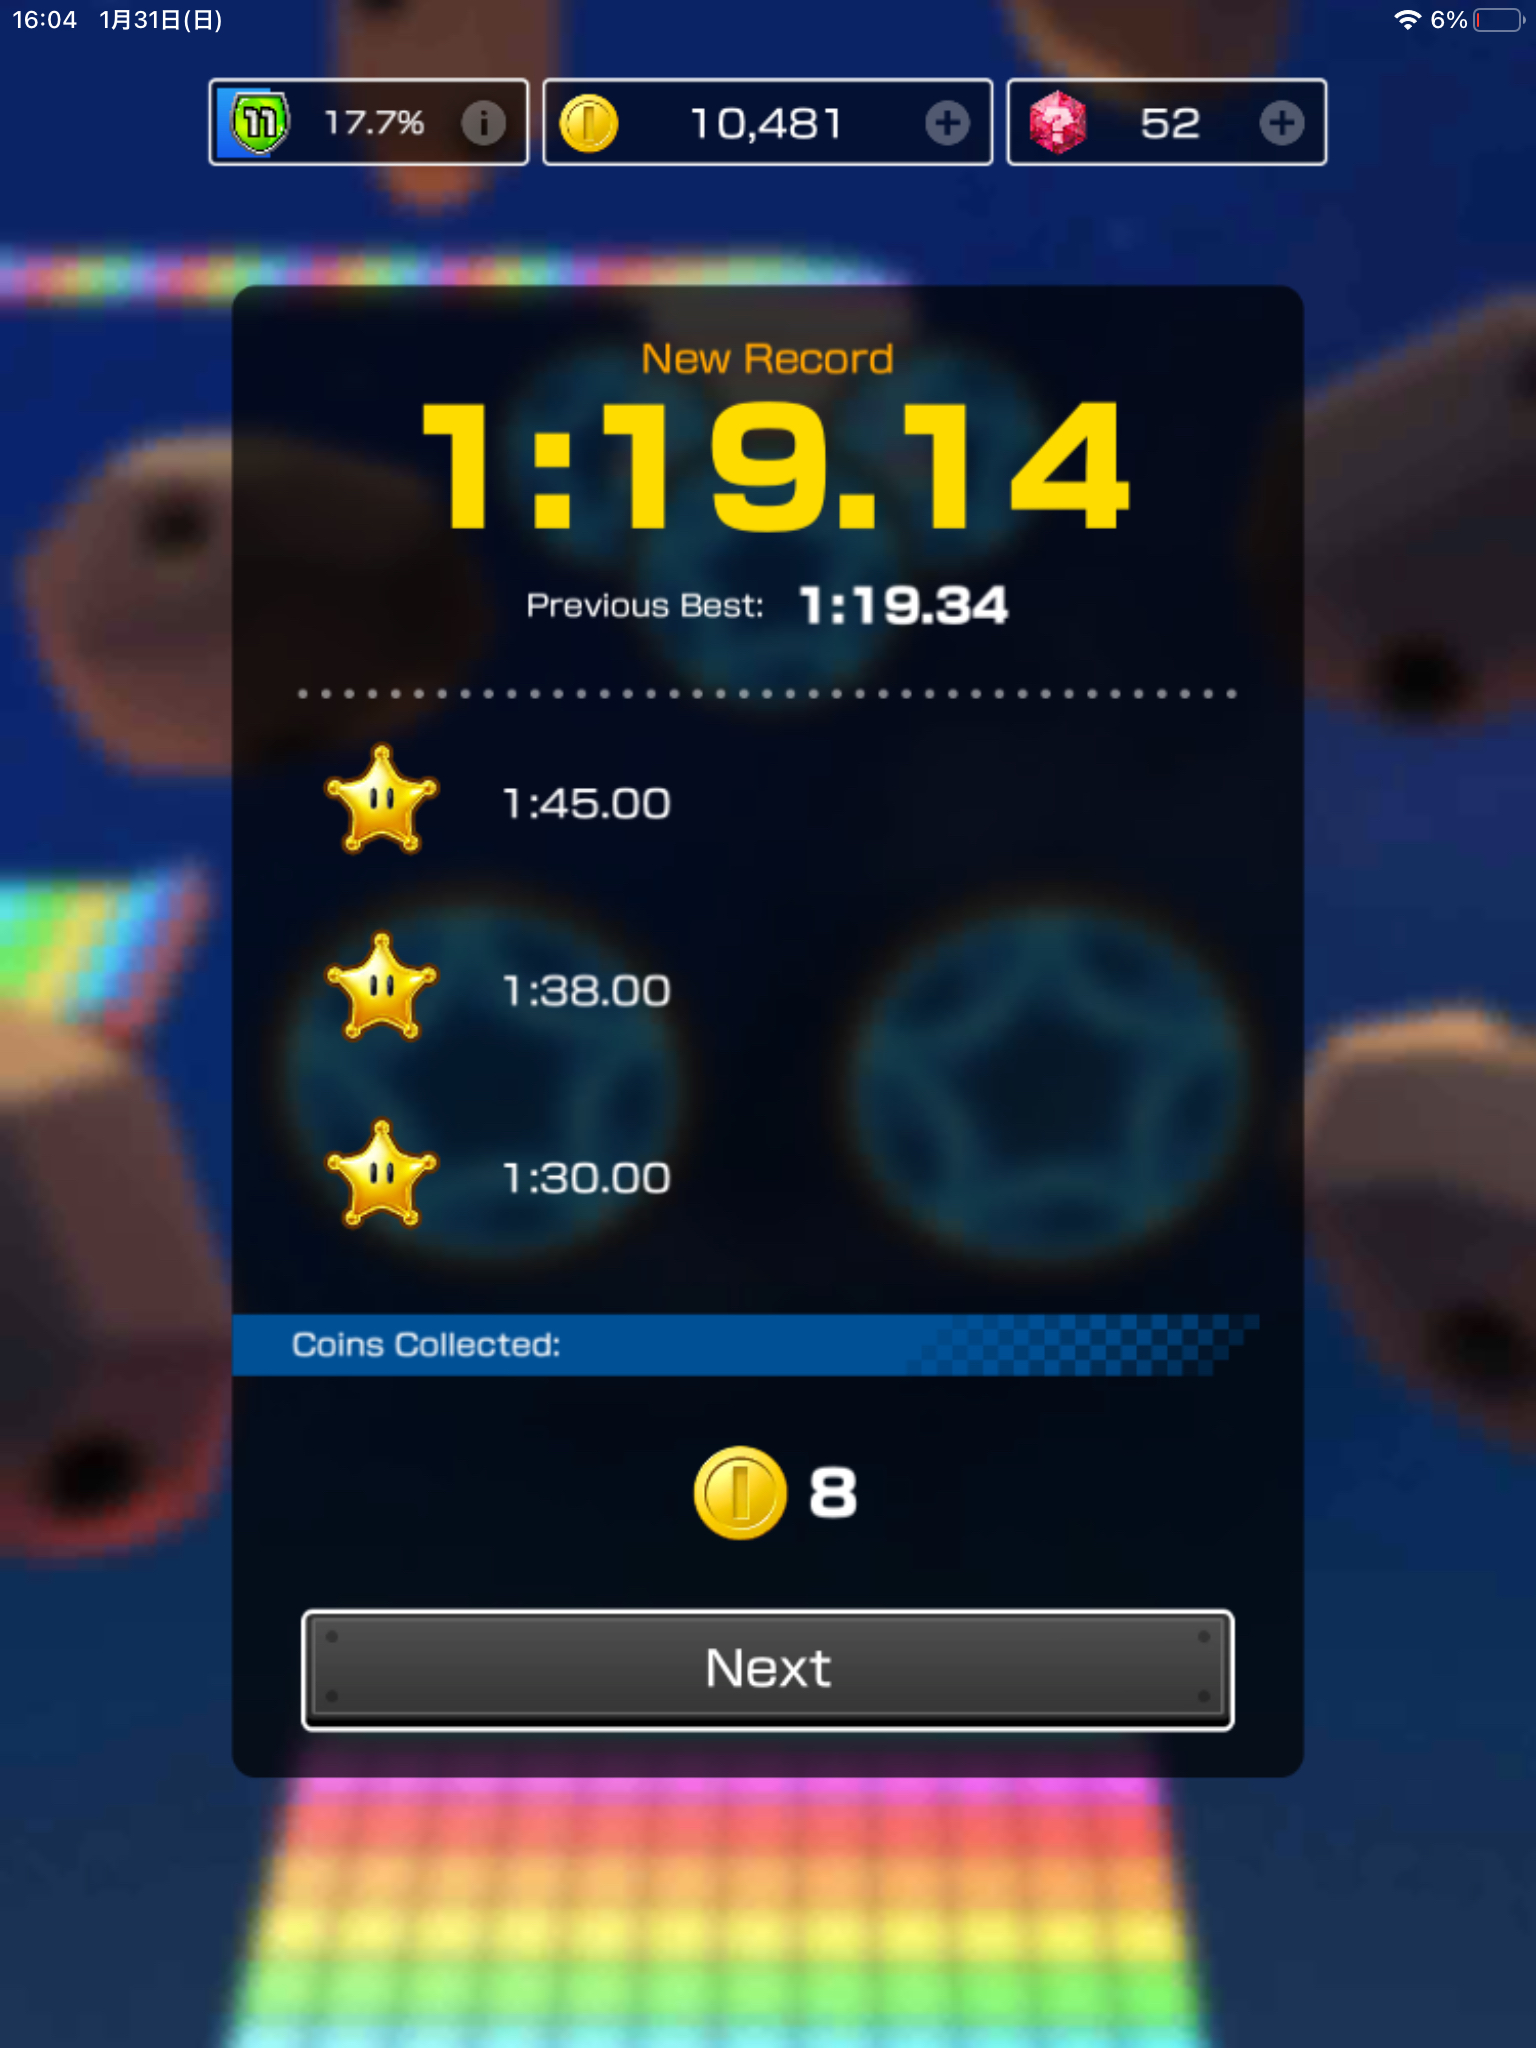 16:04 1月31日(日) 6%
11 17.7% i 10,481 + ? 52 +
New Record
1:19.14
Previous Best: 1:19.34
1:45.00
1:38.00
1:30.00
Coins Collected:
8
Next